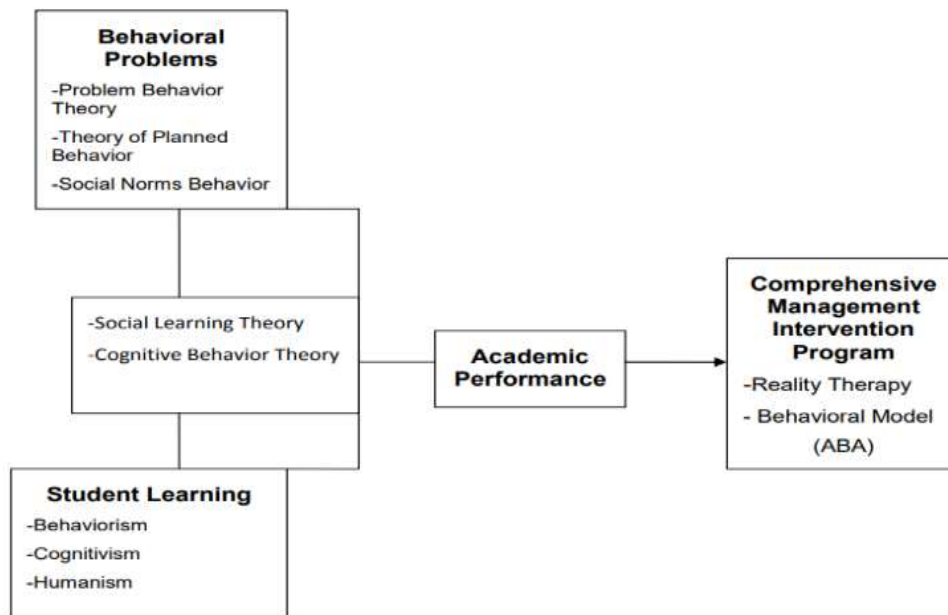 Behavioral
Problems
-Problem Behavior
Theory
-Theory of Planned
Behavior
-Social Norms Behavior
-Social Learning Theory
-Cognitive Behavior Theory
Student Learning
-Behaviorism
-Cognitivism
-Humanism
Academic
Performance
Comprehensive
Management
Intervention
Program
-Reality Therapy
- Behavioral Model
(ABA)